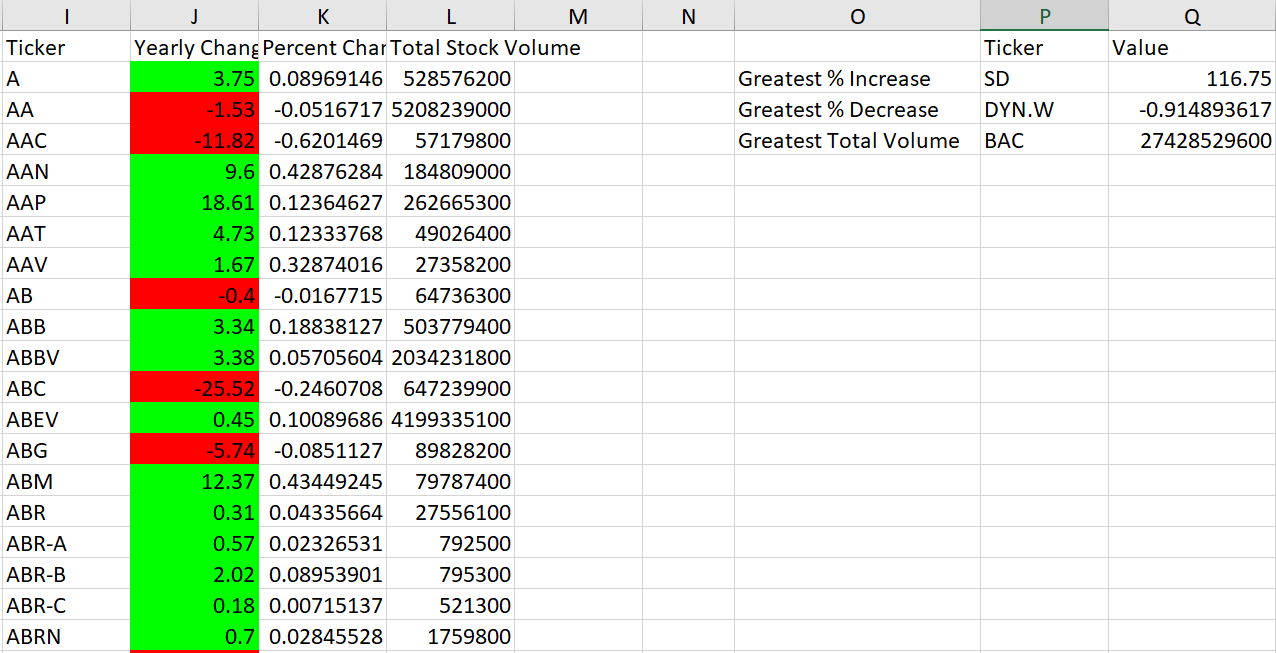 I J K L M N O P Q
Ticker Yearly Chang Percent Char Total Stock Volume Ticker Value
A 3.75 0.08969146 528576200 Greatest % Increase SD 116.75
AA -1.53 -0.0516717 5208239000 Greatest % Decrease DYN.W -0.914893617
AAC -11.82 -0.6201469 57179800 Greatest Total Volume BAC 27428529600
AAN 9.6 0.42876284 184809000
AAP 18.61 0.12364627 262665300
AAT 4.73 0.12333768 49026400
AAV 1.67 0.32874016 27358200
AB -0.4 -0.0167715 64736300
ABB 3.34 0.18838127 503779400
ABBV 3.38 0.05705604 2034231800
ABC -25.52 -0.2460708 647239900
ABEV 0.45 0.10089686 4199335100
ABG -5.74 -0.0851127 89828200
ABM 12.37 0.43449245 79787400
ABR 0.31 0.04335664 27556100
ABR-A 0.57 0.02326531 792500
ABR-B 2.02 0.08953901 795300
ABR-C 0.18 0.00715137 521300
ABRN 0.7 0.02845528 1759800